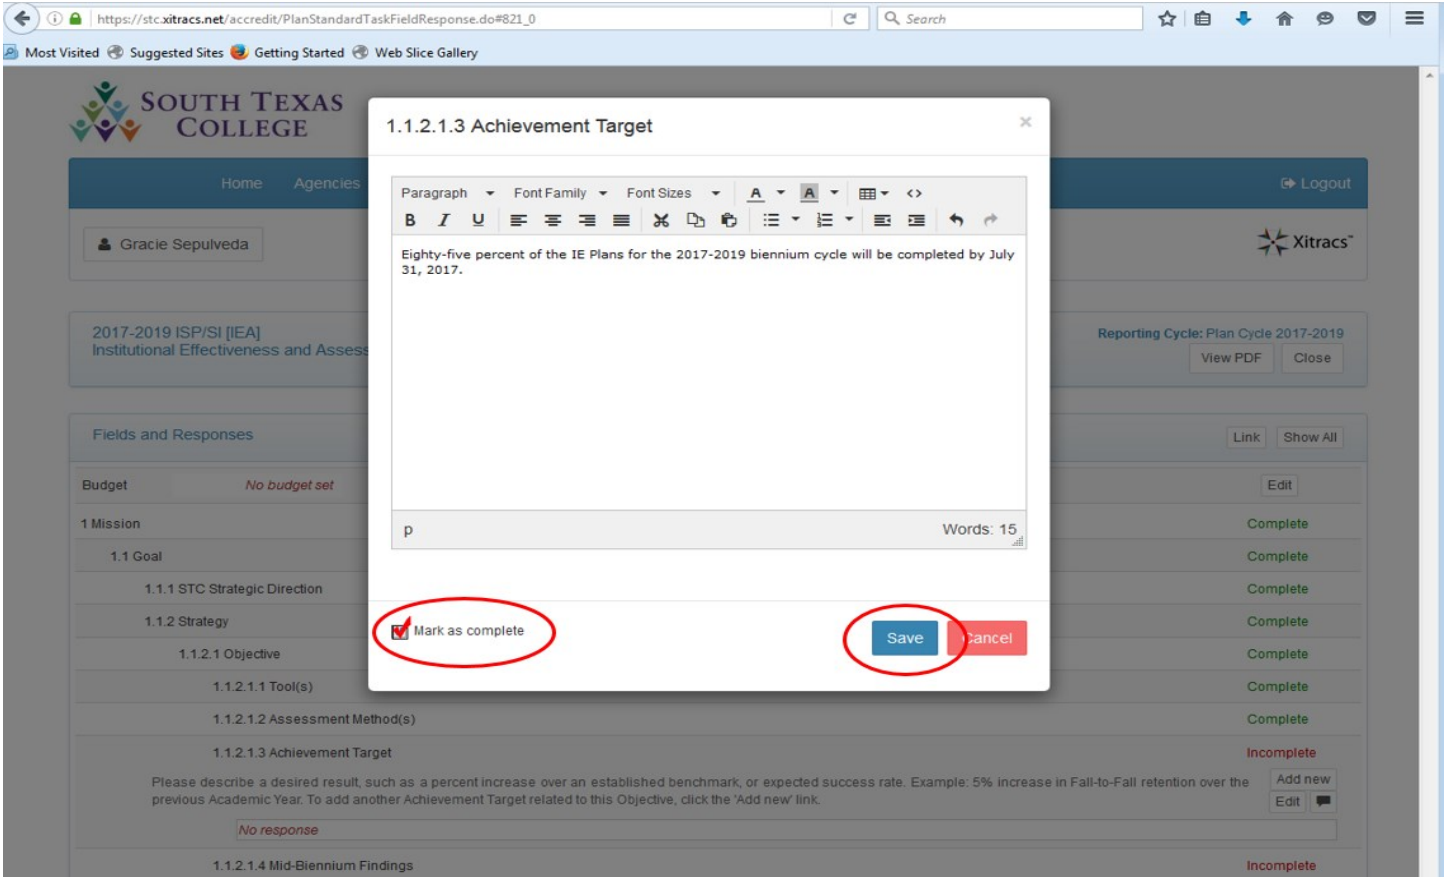 https://stc.xitracs.net/accredit/PlanStandardTaskFieldResponse.do#821_0
Search
Most Visited Suggested Sites Getting Started Web Slice Gallery
SOUTH TEXAS
COLLEGE
Home Agencies
Logout
Gracie Sepulveda
Xitracs™
2017-2019 ISP/SI [IEA]
Institutional Effectiveness and Assess
Reporting Cycle: Plan Cycle 2017-2019
View PDF Close
Fields and Responses
Link Show All
1.1.2.1.3 Achievement Target ×
Paragraph Font Family Font Sizes A A <>
B I U
Eighty-five percent of the IE Plans for the 2017-2019 biennium cycle will be completed by July
31, 2017.
p Words: 15
Mark as complete
Save Cancel
Budget No budget set Edit
1 Mission Complete
1.1 Goal Complete
1.1.1 STC Strategic Direction Complete
1.1.2 Strategy Complete
1.1.2.1 Objective Complete
1.1.2.1.1 Tool(s) Complete
1.1.2.1.2 Assessment Method(s) Complete
1.1.2.1.3 Achievement Target Incomplete
Please describe a desired result, such as a percent increase over an established benchmark, or expected success rate. Example: 5% increase in Fall-to-Fall retention over the
previous Academic Year. To add another Achievement Target related to this Objective, click the 'Add new' link.
Add new
Edit
No response
1.1.2.1.4 Mid-Biennium Findings Incomplete